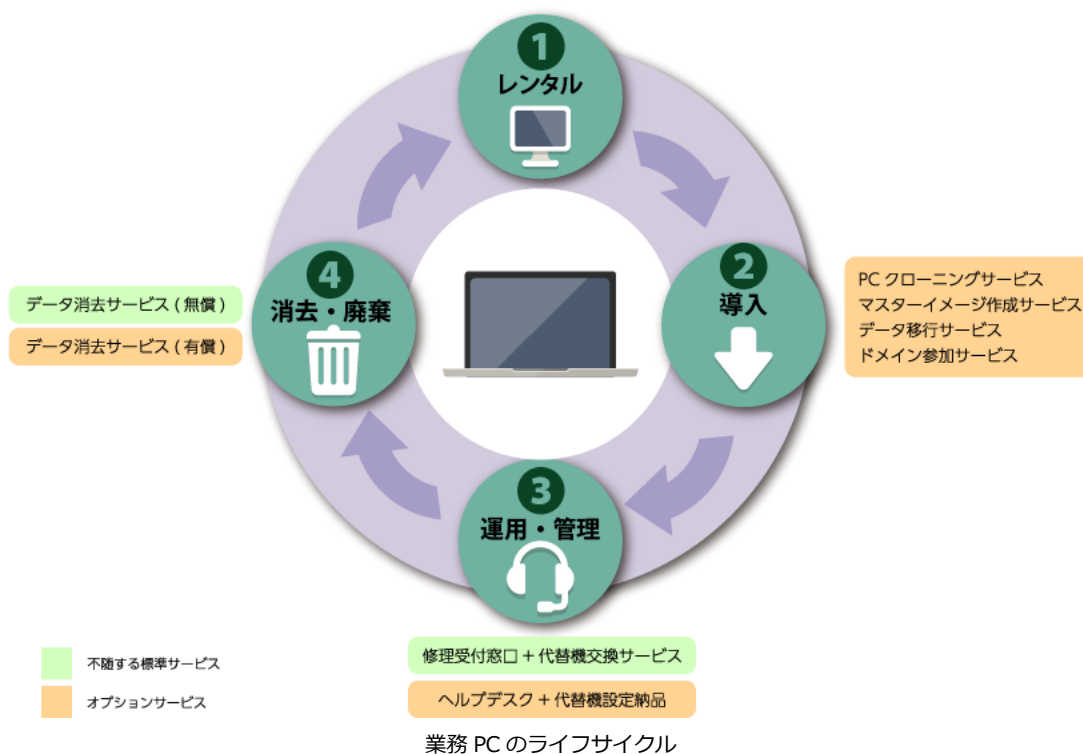 1
レンタル
2
導入
PC クローニングサービス
マスターイメージ作成サービス
データ移行サービス
ドメイン参加サービス
4
消去・廃棄
データ消去サービス ( 無償 )
データ消去サービス ( 有償 )
3
運用・管理
修理受付窓口 + 代替機交換サービス
ヘルプデスク + 代替機設定納品
不随する標準サービス
オプションサービス
業務 PC のライフサイクル